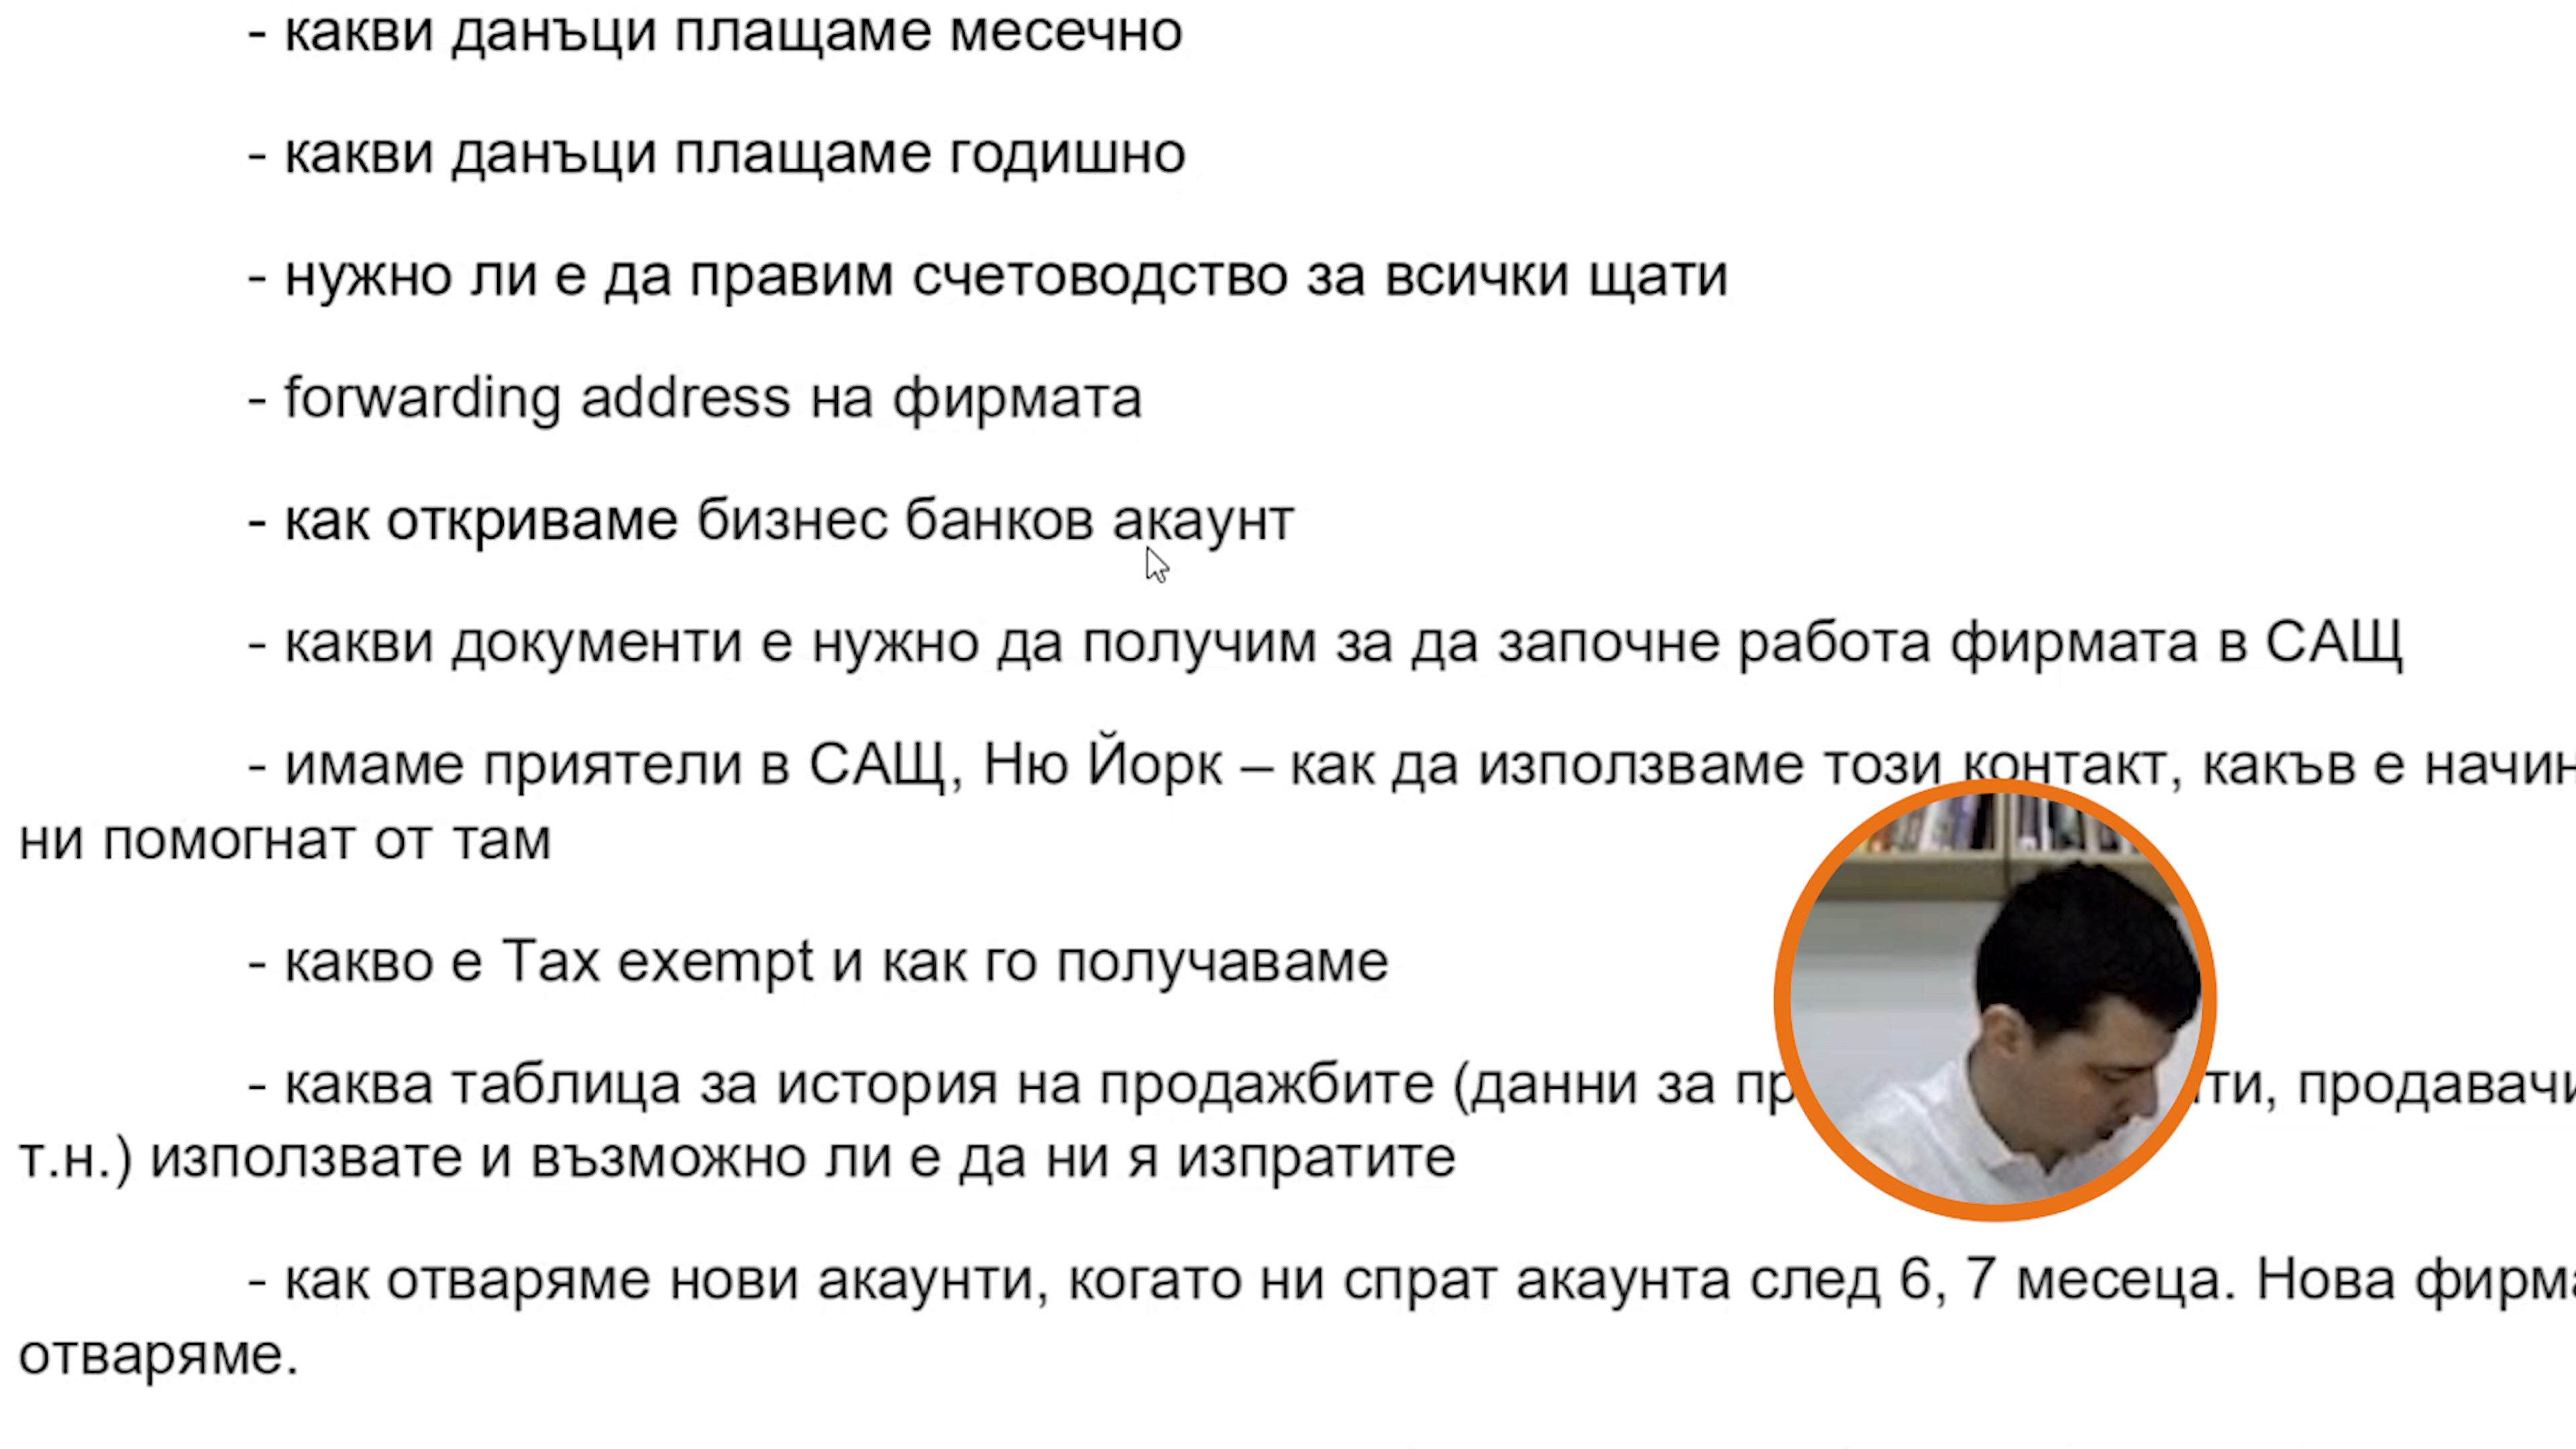 - какви данъци плащаме месечно
- какви данъци плащаме годишно
- нужно ли е да правим счетоводство за всички щати
- forwarding address на фирмата
- как откриваме бизнес банков акаунт
- какви документи е нужно да получим за да започне работа фирмата в САЩ
- имаме приятели в САЩ, Ню Йорк – как да използваме този контакт, какъв е начин
ни помогнат от там
- какво е Tax exempt и как го получаваме
- каква таблица за история на продажбите (данни за продавачи
т.н.) използвате и възможно ли е да ни я изпратите
- как отваряме нови акаунти, когато ни спрат акаунта след 6, 7 месеца. Нова фирма
отваряме.